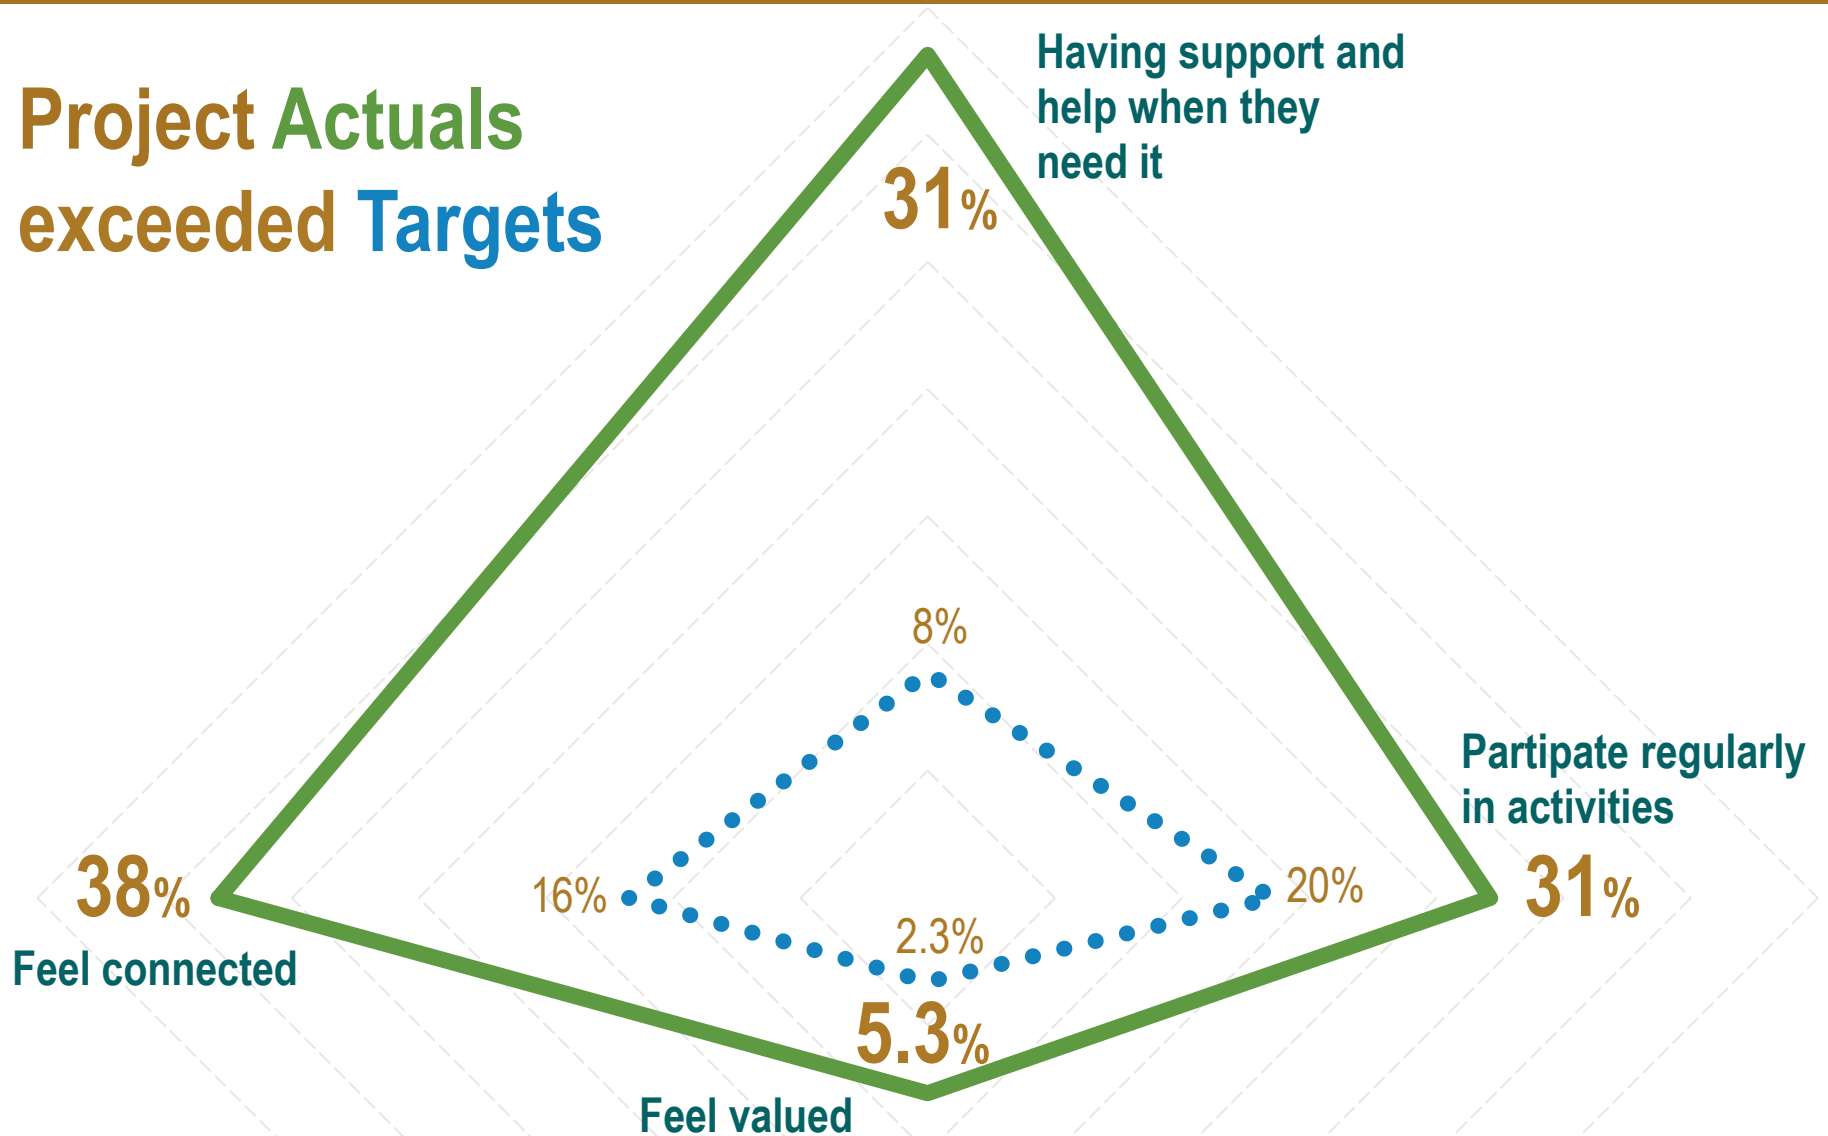 Project Actuals
exceeded Targets
Having support and
help when they
need it
31%
8%
Partipate regularly
in activities
38%
16%
20%
31%
2.3%
Feel connected
5.3%
Feel valued